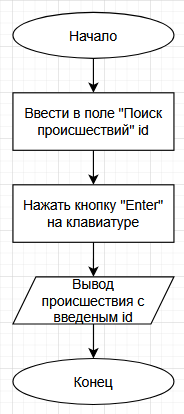 Начало
Ввести в поле "Поиск
происшествий" id
Нажать кнопку "Enter"
на клавиатуре
Вывод
происшествия с
введеным id
Конец